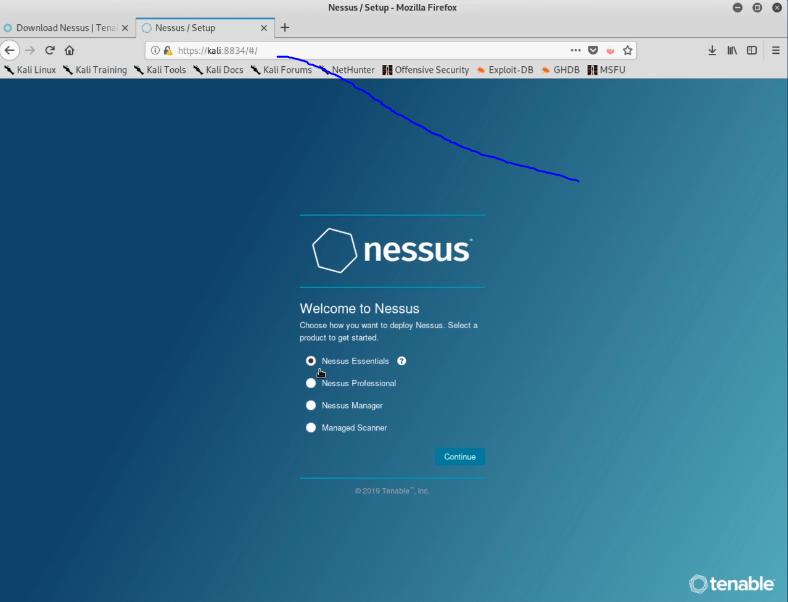 Nessus / Setup - Mozilla Firefox
Download Nessus | Tena
Nessus / Setup
https://kali:8834/#/
Kali Linux Kali Training Kali Tools Kali Docs Kali Forums NetHunter Offensive Security Exploit-DB GHDB MSFU
nessus
Welcome to Nessus
Choose how you want to deploy Nessus. Select a
product to get started.
Nessus Essentials ?
Nessus Professional
Nessus Manager
Managed Scanner
Continue
© 2019 Tenable™, Inc.
tenable